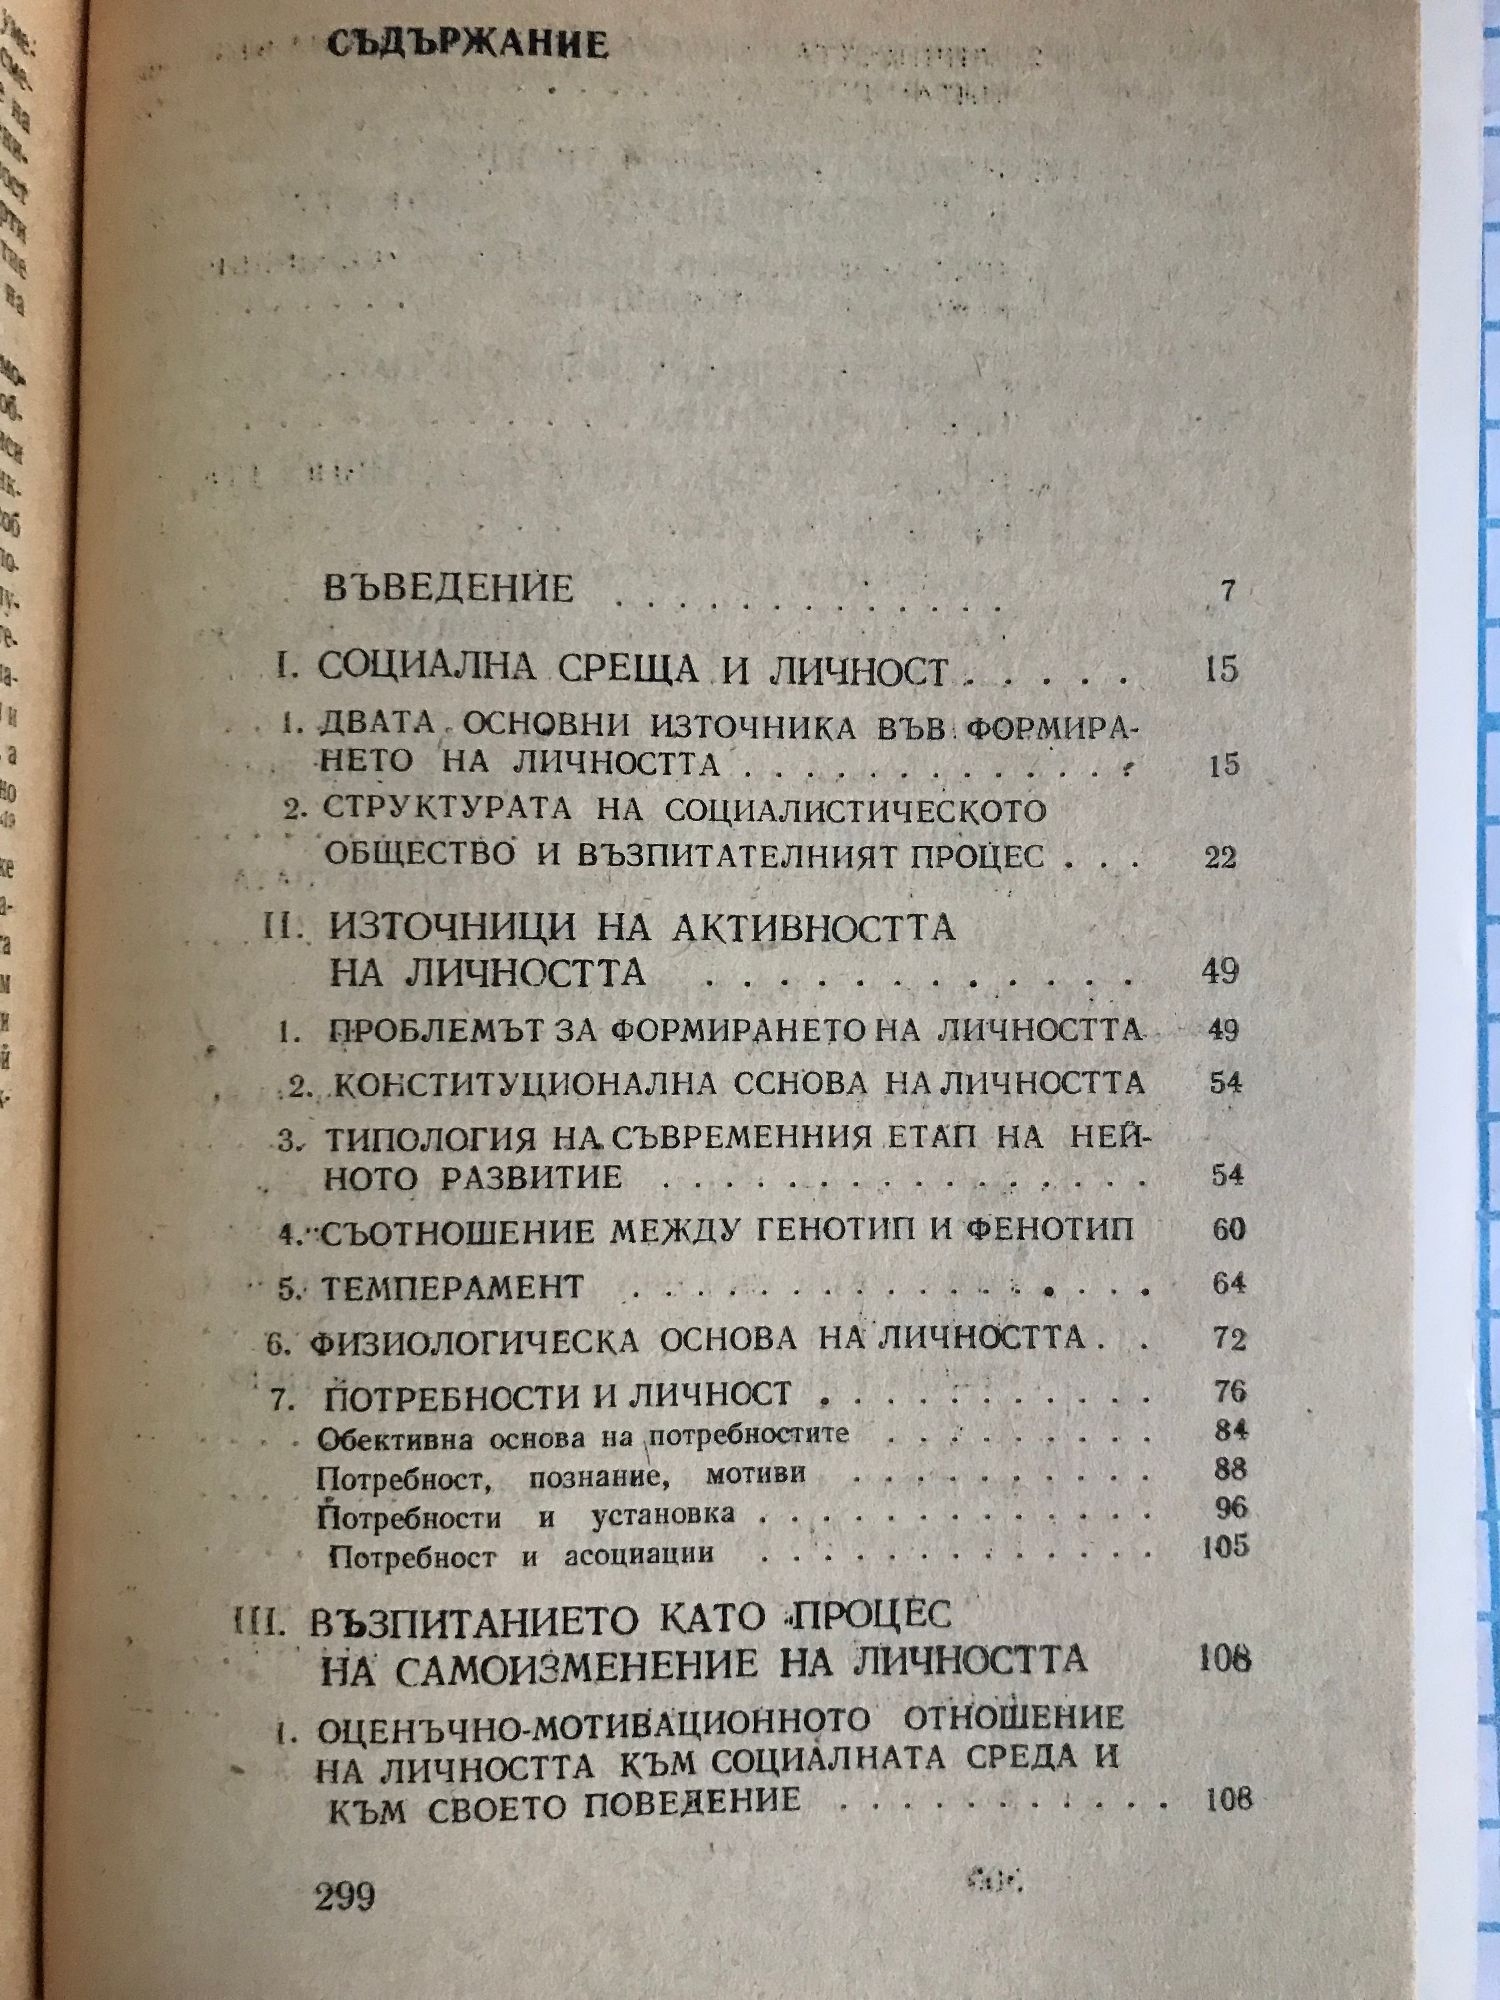 СЪДЪРЖАНИЕ
ВЪВЕДЕНИЕ . . . . . . . . . . . . . 7
I. СОЦИАЛНА СРЕЩА И ЛИЧНОСТ . . . . . 15
1. ДВАТА ОСНОВНИ ИЗТОЧНИКА ВЪВ ФОРМИРА-
НЕТО НА ЛИЧНОСТТА . . . . . . . . . . . . . 15
2. СТРУКТУРАТА НА СОЦИАЛИСТИЧЕСКОТО
ОБЩЕСТВО И ВЪЗПИТАТЕЛНИЯТ ПРОЦЕС . . . 22
II. ИЗТОЧНИЦИ НА АКТИВНОСТТА
НА ЛИЧНОСТТА . . . . . . . . . . . . 49
1. ПРОБЛЕМЪТ ЗА ФОРМИРАНЕТО НА ЛИЧНОСТТА 49
2. КОНСТИТУЦИОНАЛНА ССНОВА НА ЛИЧНОСТТА 54
3. ТИПОЛОГИЯ НА СЪВРЕМЕННИЯ ЕТАП НА НЕЙ-
НОТО РАЗВИТИЕ . . . . . . . . . . . . . . . . 54
4. СЪОТНОШЕНИЕ МЕЖДУ ГЕНОТИП И ФЕНОТИП 60
5. ТЕМПЕРАМЕНТ . . . . . . . . . . . . . . . . . 64
6. ФИЗИОЛОГИЧЕСКА ОСНОВА НА ЛИЧНОСТТА . . 72
7. ПОТРЕБНОСТИ И ЛИЧНОСТ . . . . . . . . . . . 76
Обективна основа на потребностите . . . . . . . . . 84
Потребност, познание, мотиви . . . . . . . . . . 88
Потребности и установка . . . . . . . . . . . . . 96
Потребност и асоциации . . . . . . . . . . . . . 105
III. ВЪЗПИТАНИЕТО КАТО ПРОЦЕС
НА САМОИЗМЕНЕНИЕ НА ЛИЧНОСТТА 108
1. ОЦЕНЪЧНО-МОТИВАЦИОННОТО ОТНОШЕНИЕ
НА ЛИЧНОСТТА КЪМ СОЦИАЛНАТА СРЕДА И
КЪМ СВОЕТО ПОВЕДЕНИЕ . . . . . . . . . . . 108
299